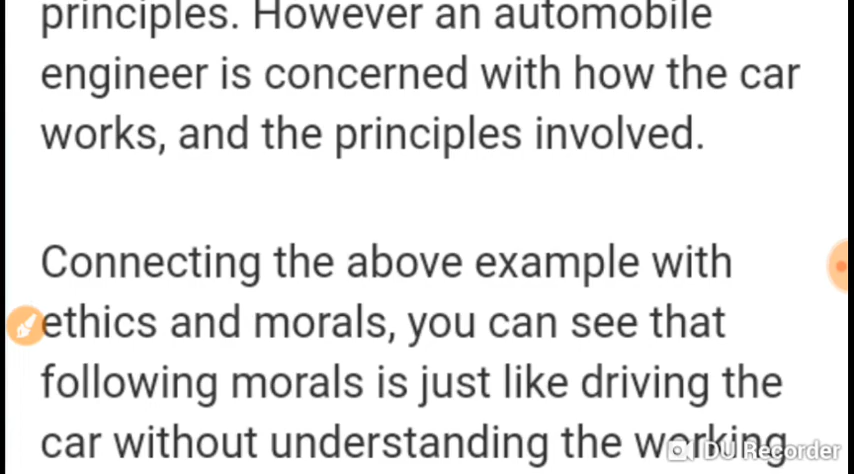 principles. However an automobile
engineer is concerned with how the car
works, and the principles involved.
Connecting the above example with
ethics and morals, you can see that
following morals is just like driving the
car without understanding the working
DU Recorder